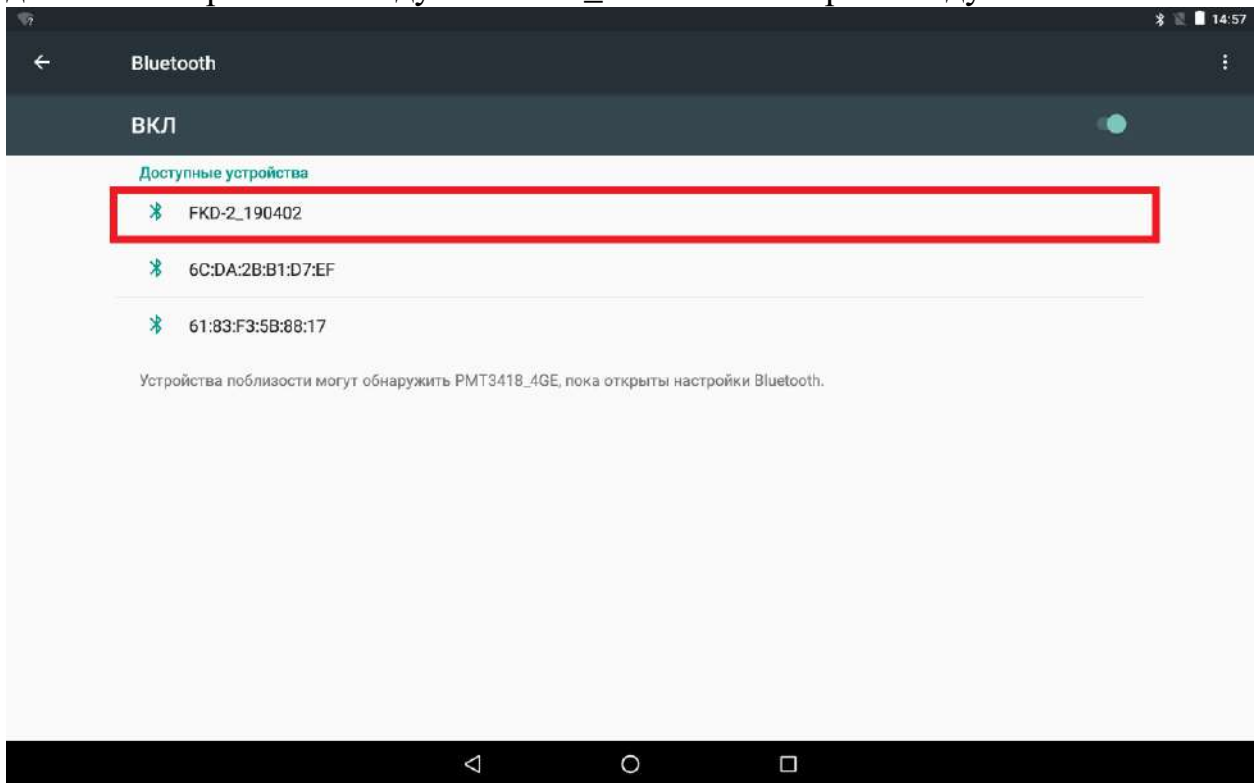 14:57
Bluetooth
ВКЛ
Доступные устройства
FKD-2_190402
6C:DA:2B:B1:D7:EF
61:83:F3:5B:88:17
Устройства поблизости могут обнаружить PMT3418_4GE, пока открыты настройки Bluetooth.